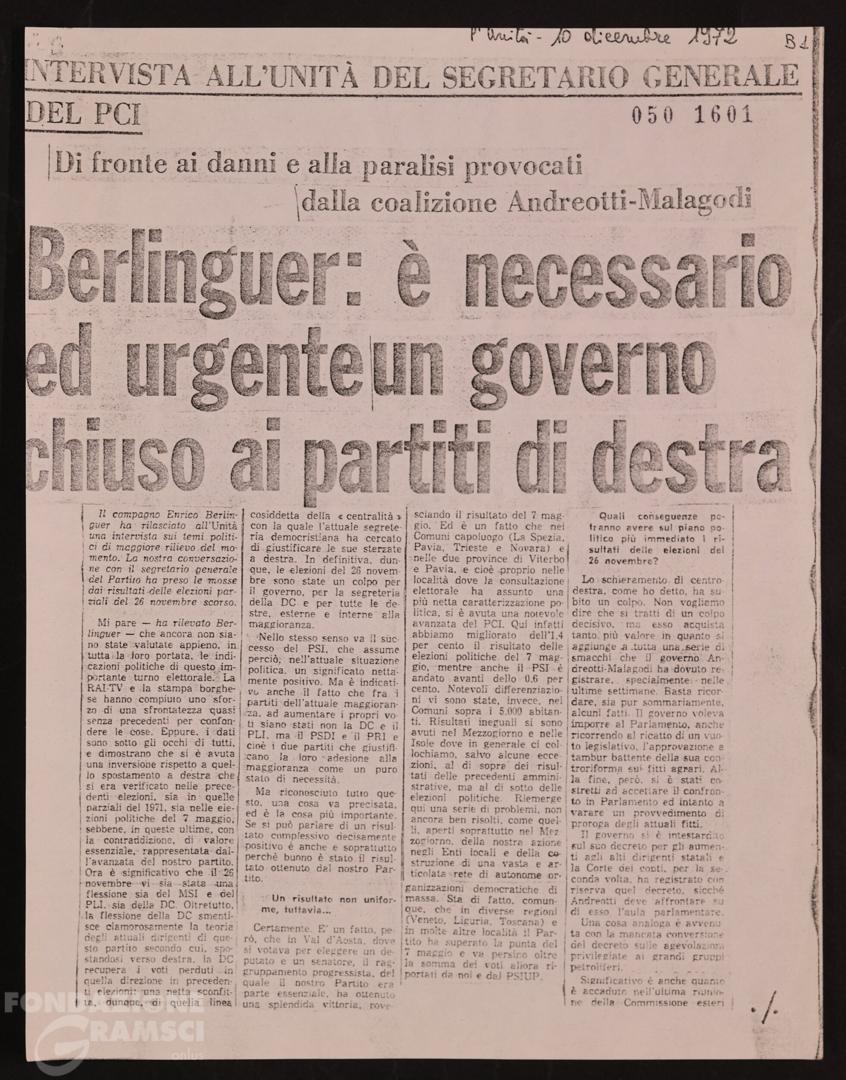 l'Unità - 10 dicembre 1972
B1
INTERVISTA ALL'UNITÀ DEL SEGRETARIO GENERALE
DEL PCI
050 1601
Di fronte ai danni e alla paralisi provocati
dalla coalizione Andreotti-Malagodi
Berlinguer: è necessario
ed urgente un governo
chiuso ai partiti di destra
Il compagno Enrico Berlin-
guer ha rilasciato all'Unità
una intervista sui temi politi-
ci di maggiore rilievo del mo-
mento. La nostra conversazio-
ne con il segretario generale
del Partito ha preso le mosse
dai risultati delle elezioni par-
ziali del 26 novembre scorso.
Mi pare — ha rilevato Ber-
linguer — che ancora non sia-
no state valutate appieno, in
tutta la loro portata, le indi-
cazioni politiche di questo im-
portante turno elettorale. La
RAI-TV e la stampa borghe-
se hanno compiuto uno sfor-
zo di una sfrontatezza quasi
senza precedenti per confon-
dere le cose. Eppure, i dati
sono sotto gli occhi di tutti,
e dimostrano che si è avuta
una inversione rispetto a quel-
lo spostamento a destra che
si era verificato nelle prece-
denti elezioni, sia in quelle
parziali del 1971, sia nelle ele-
zioni politiche del 7 maggio,
sebbene, in queste ultime, con
la contraddizione, di valore
essenziale, rappresentata dal-
l'avanzata del nostro partito.
Ora è significativo che il 26
novembre vi sia stata una
flessione sia del MSI e del
PLI, sia della DC. Oltretutto,
la flessione della DC smenti-
sce clamorosamente la teoria
degli attuali dirigenti di que-
sto partito secondo cui, spo-
standosi verso destra, la DC
recupera i voti perduti in
quella direzione in preceden-
ti elezioni: una netta sconfit-
ta, dunque, di quella linea
cosiddetta della « centralità »
con la quale l'attuale segrete-
ria democristiana ha cercato
di giustificare le sue sterzate
a destra. In definitiva, dun-
que, le elezioni del 26 novem-
bre sono state un colpo per
il governo, per la segreteria
della DC e per tutte le de-
stre, esterne e interne alla
maggioranza.
Nello stesso senso va il suc-
cesso del PSI, che assume
perciò, nell'attuale situazione
politica, un significato netta-
mente positivo. Ma è indicati-
vo anche il fatto che fra i
partiti dell'attuale maggioran-
za, ad aumentare i propri vo-
ti siano stati non la DC e il
PLI, ma il PSDI e il PRI e
cioè i due partiti che giustifi-
cano la loro adesione alla
maggioranza come un puro
stato di necessità.
Ma riconosciuto tutto que-
sto, una cosa va precisata,
ed è la cosa più importante.
Se si può parlare di un risul-
tato complessivo decisamente
positivo è anche e soprattutto
perchè buono è stato il risul-
tato ottenuto dal nostro Par-
tito.
Un risultato non unifor-
me, tuttavia...
Certamente. E' un fatto, pe-
rò, che in Val d'Aosta, dove
si votava per eleggere un de-
putato e un senatore, il rag-
gruppamento progressista, del
quale il nostro Partito era
parte essenziale, ha ottenuto
una splendida vittoria, rove-
sciando il risultato del 7 mag-
gio. Ed è un fatto che nei
Comuni capoluogo (La Spezia,
Pavia, Trieste e Novara) e
nelle due province di Viterbo
e Pavia, e cioè proprio nelle
località dove la consultazione
elettorale ha assunto una
più netta caratterizzazione po-
litica, si è avuta una notevole
avanzata del PCI. Qui infatti
abbiamo migliorato dell'1,4
per cento il risultato delle
elezioni politiche del 7 mag-
gio, mentre anche il PSI è
andato avanti dello 0,6 per
cento. Notevoli differenziazio-
ni vi sono state, invece, nei
Comuni sopra i 5.000 abitan-
ti. Risultati ineguali si sono
avuti nel Mezzogiorno e nelle
Isole dove in generale ci col-
lochiamo, salvo alcune ecce-
zioni, al di sopra dei risul-
tati delle precedenti ammini-
strative, ma al di sotto delle
elezioni politiche. Riemerge
qui una serie di problemi, non
ancora ben risolti, come quel-
li, aperti soprattutto nel Mez-
zogiorno, della nostra azione
negli Enti locali e della co-
struzione di una vasta e ar-
ticolata rete di autonome or-
ganizzazioni democratiche di
massa. Sta di fatto, comun-
que, che in diverse regioni
(Veneto, Liguria, Toscana) e
in molte altre località il Par-
tito ha superato la punta del
7 maggio e va persino oltre
la somma dei voti allora ri-
portati da noi e dal PSIUP.
Quali conseguenze po-
tranno avere sul piano po-
litico più immediato i ri-
sultati delle elezioni del
26 novembre?
Lo schieramento di centro-
destra, come ho detto, ha su-
bito un colpo. Non vogliamo
dire che si tratti di un colpo
decisivo, ma esso acquista
tanto più valore in quanto si
aggiunge a tutta una serie di
smacchi che il governo An-
dreotti-Malagodi ha dovuto re-
gistrare, specialmente nelle
ultime settimane. Basta ricor-
dare, sia pur sommariamente,
alcuni fatti. Il governo voleva
imporre al Parlamento, anche
ricorrendo al ricatto di un vuo-
to legislativo, l'approvazione a
tambur battente della sua con-
troriforma sui fitti agrari. Al-
la fine, però, si è stati co-
stretti ad accettare il confron-
to in Parlamento ed intanto a
varare un provvedimento di
proroga degli attuali fitti.
Il governo si è intestardito
sul suo decreto per gli aumen-
ti agli alti dirigenti statali e
la Corte dei conti, per la se-
conda volta, ha registrato con
riserva quel decreto, sicchè
Andreotti deve affrontare su
di esso l'aula parlamentare.
Una cosa analoga è avvenu-
ta con la mancata conversione
del decreto sulle agevolazioni
privilegiate ai grandi gruppi
petroliferi.
Significativo è anche quanto
è accaduto nell'ultima riunio-
ne della Commissione esteri
./.
FONDAZIONE
GRAMSCI
onlus